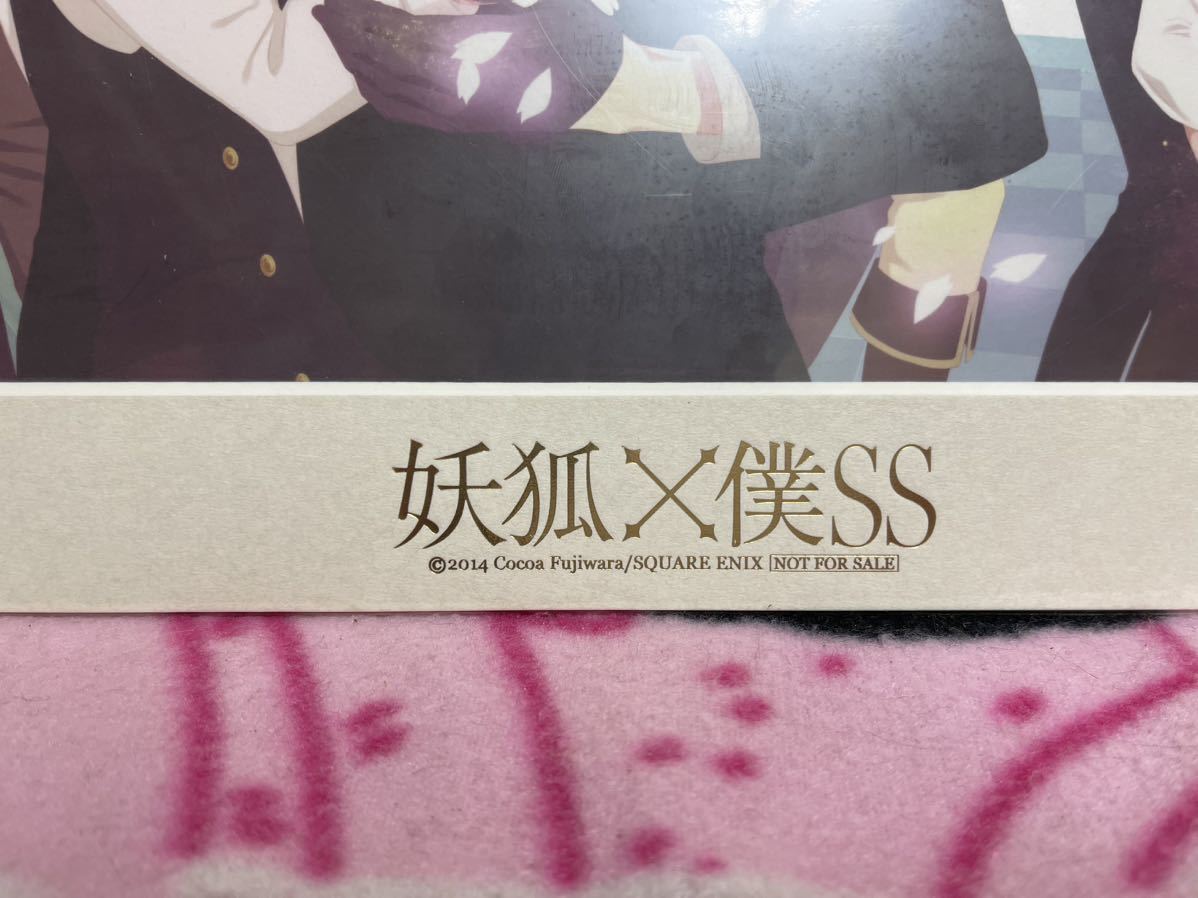 妖狐×僕SS
©2014 Cocoa Fujiwara/SQUARE ENIX NOT FOR SALE